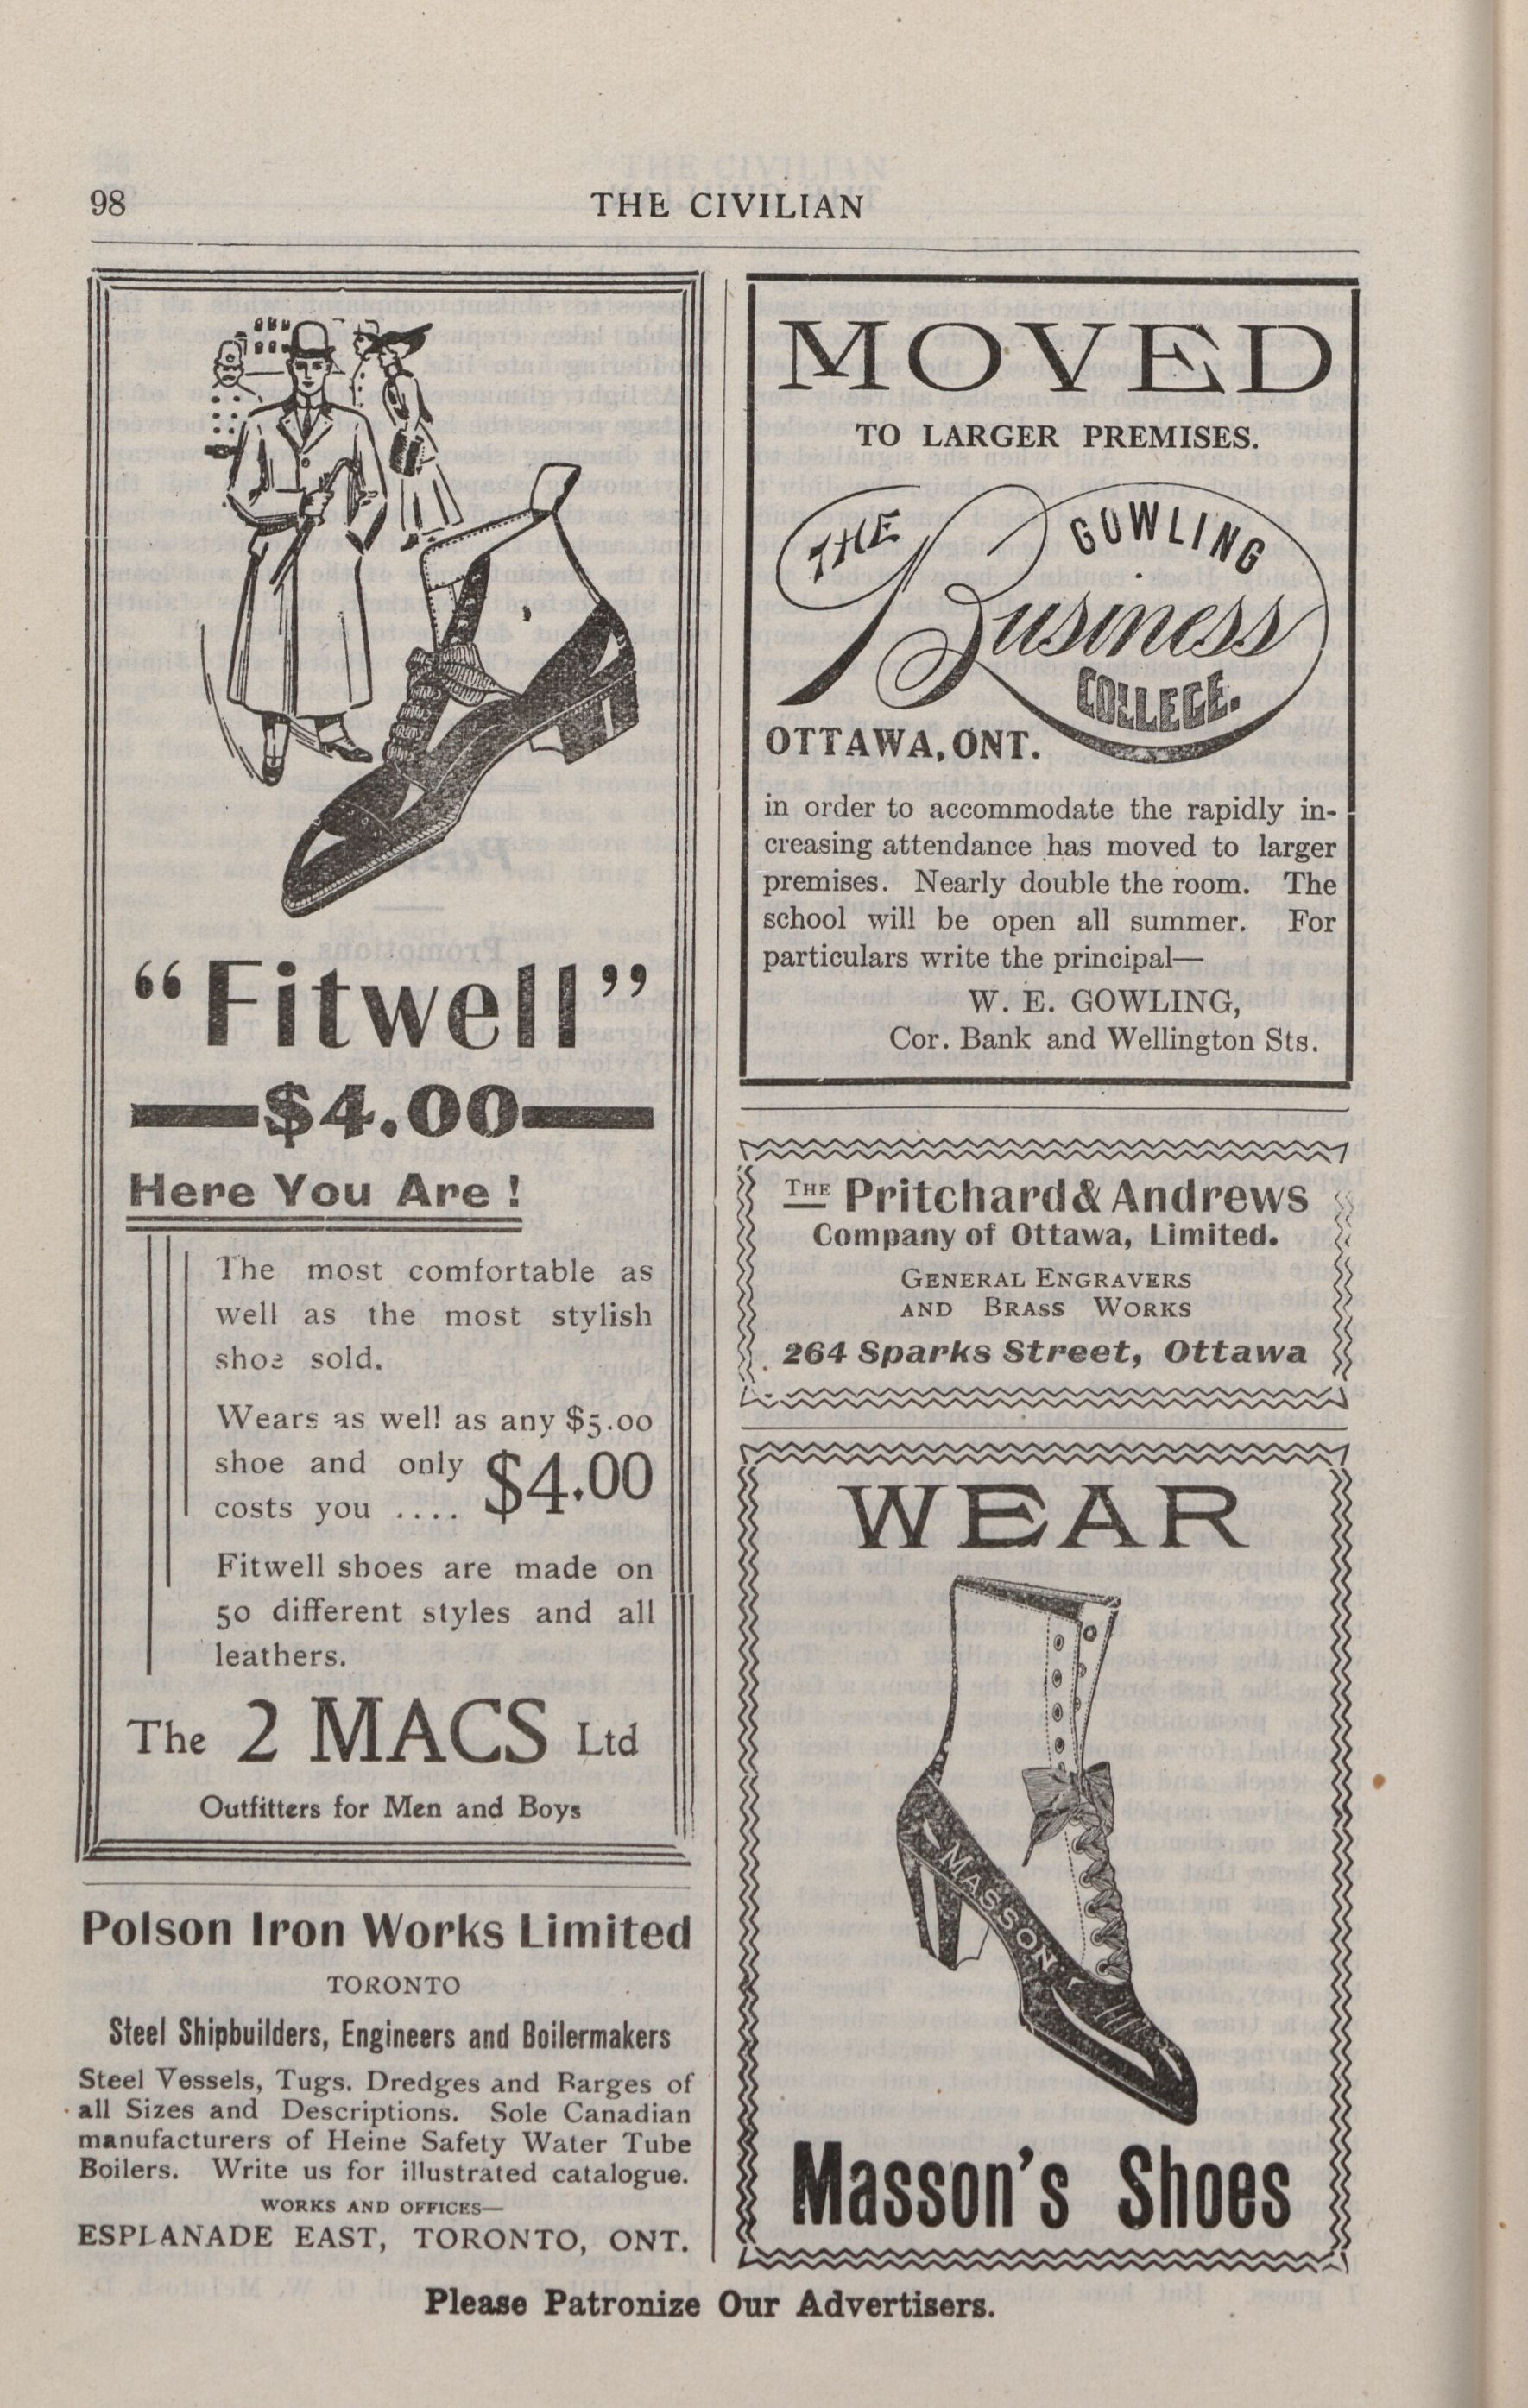 98
THE CIVILIAN
"Fitwell"
$4.00
Here You Are !
The most comfortable as
well as the most stylish
shoe sold.
Wears as well as any $5.00
shoe and only
costs you .... $4.00
Fitwell shoes are made on
50 different styles and all
leathers.
The 2 MACS Ltd
Outfitters for Men and Boys
Polson Iron Works Limited
TORONTO
Steel Shipbuilders, Engineers and Boilermakers
Steel Vessels, Tugs, Dredges and Barges of
all Sizes and Descriptions. Sole Canadian
manufacturers of Heine Safety Water Tube
Boilers. Write us for illustrated catalogue.
WORKS AND OFFICES—
ESPLANADE EAST, TORONTO, ONT.
MOVED
TO LARGER PREMISES.
THE GOWLING
Business
COLLEGE.
OTTAWA, ONT.
in order to accommodate the rapidly in-
creasing attendance has moved to larger
premises. Nearly double the room. The
school will be open all summer. For
particulars write the principal—
W. E. GOWLING,
Cor. Bank and Wellington Sts.
THE Pritchard & Andrews
Company of Ottawa, Limited.
GENERAL ENGRAVERS
AND BRASS WORKS
264 Sparks Street, Ottawa
WEAR
MASSON
Masson's Shoes
Please Patronize Our Advertisers.